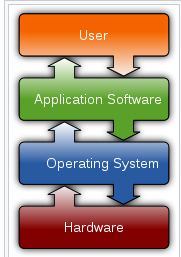 User
Application Software
Operating System
Hardware